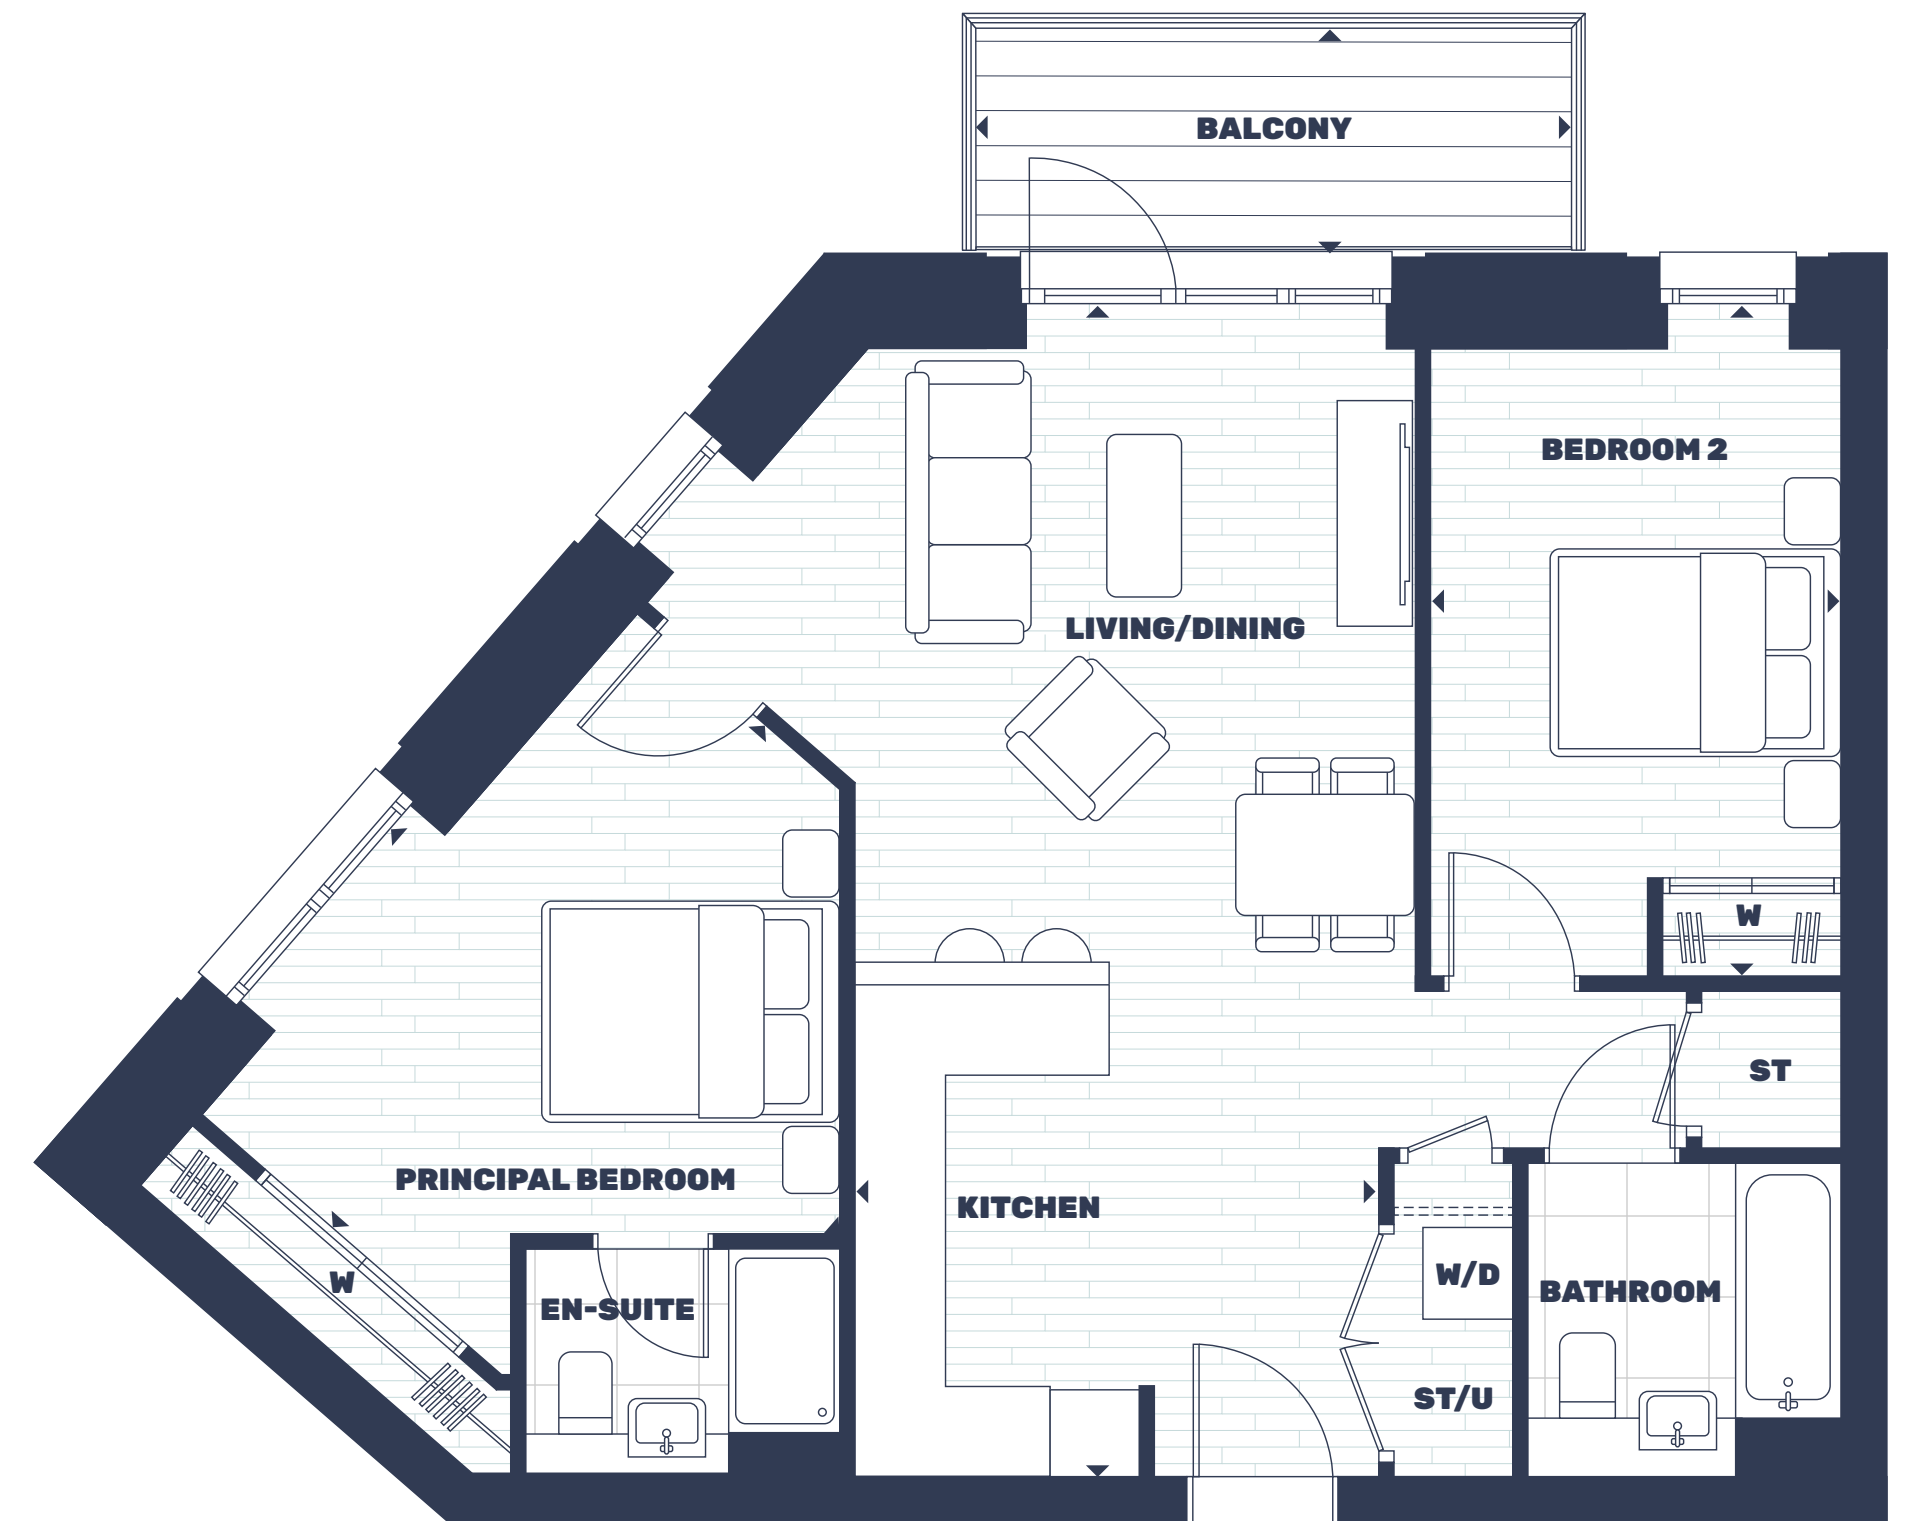 BALCONY
BEDROOM 2
LIVING/DINING
W
ST
PRINCIPAL BEDROOM
KITCHEN
W
EN-SUITE
W/D
BATHROOM
ST/U